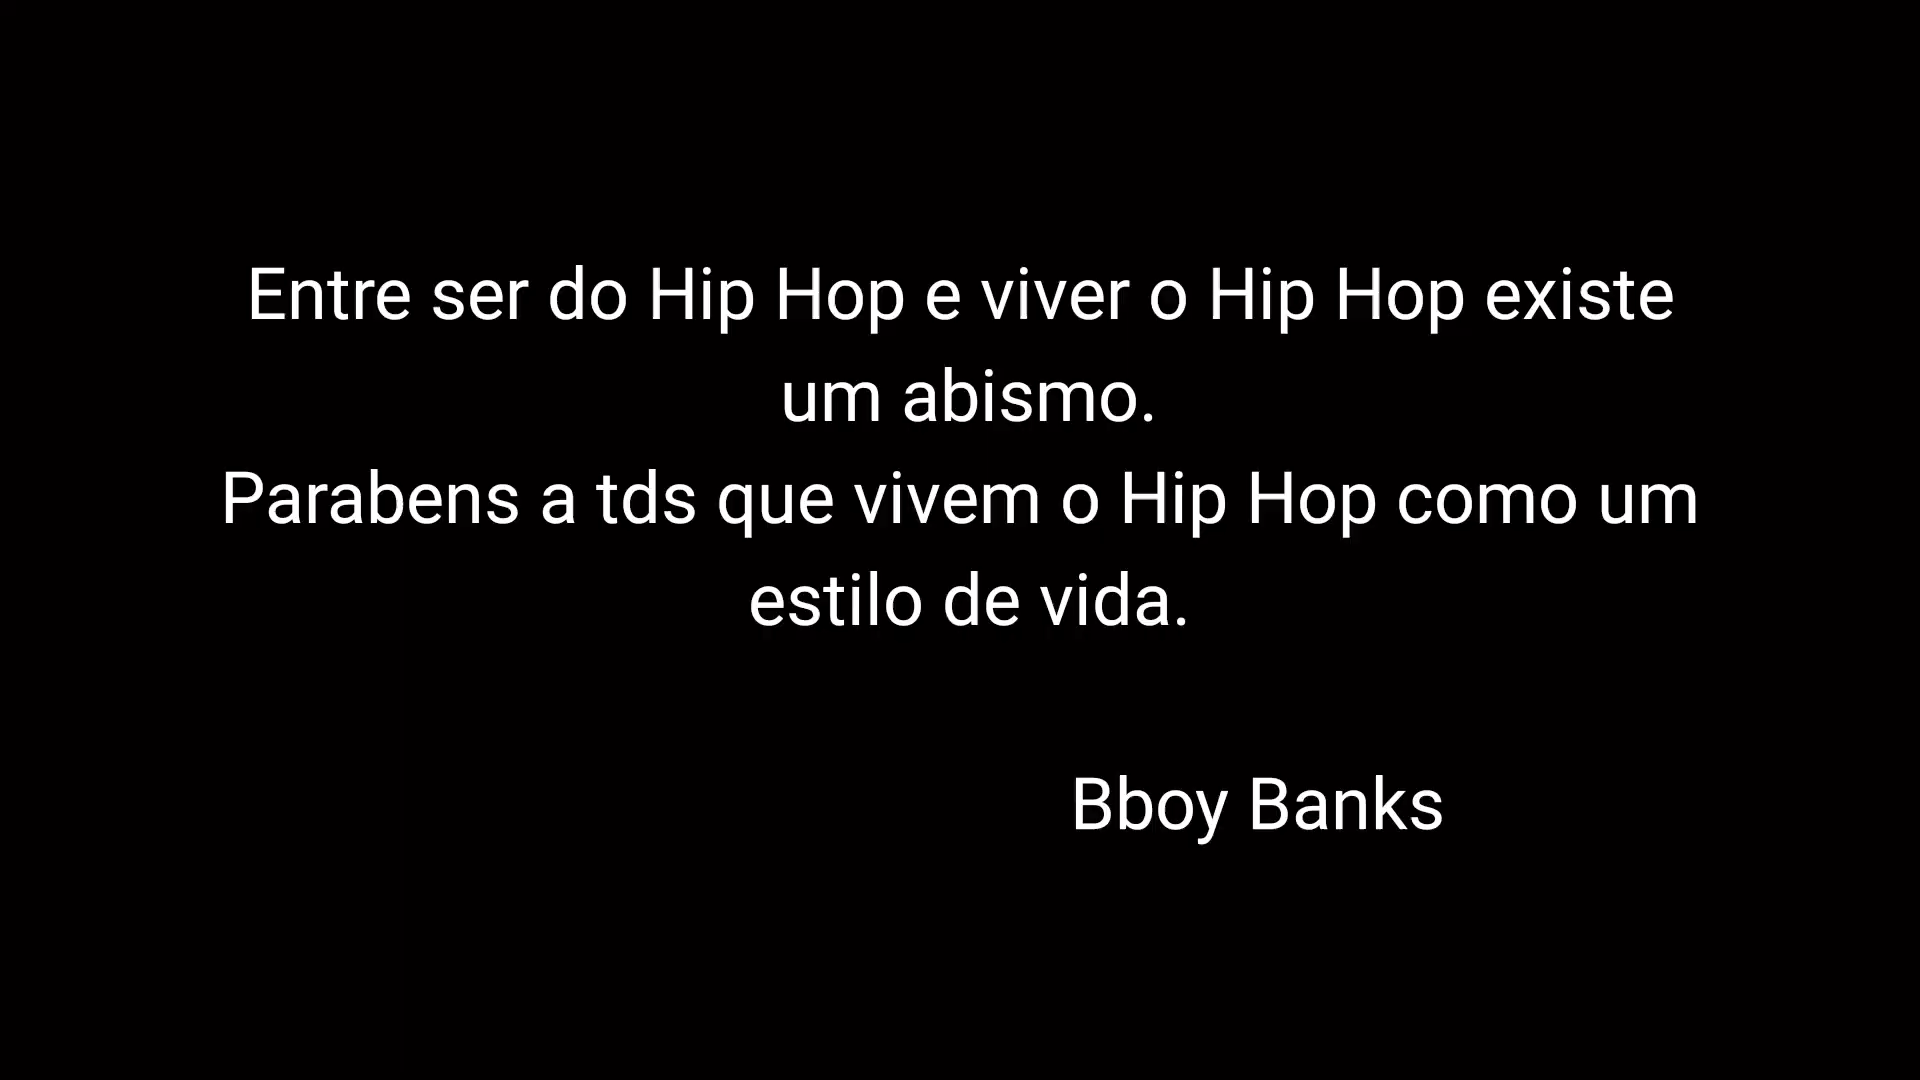 Entre ser do Hip Hop e viver o Hip Hop existe
um abismo.
Parabens a tds que vivem o Hip Hop como um
estilo de vida.
Bboy Banks